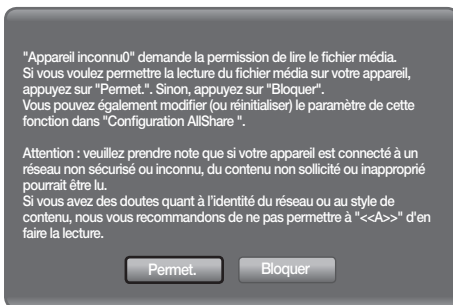 "Appareil inconnu0" demande la permission de lire le fichier média.
Si vous voulez permettre la lecture du fichier média sur votre appareil,
appuyez sur "Permet.". Sinon, appuyez sur "Bloquer".
Vous pouvez également modifier (ou réinitialiser) le paramètre de cette
fonction dans "Configuration AllShare ".
Attention : veuillez prendre note que si votre appareil est connecté à un
réseau non sécurisé ou inconnu, du contenu non sollicité ou inapproprié
pourrait être lu.
Si vous avez des doutes quant à l'identité du réseau ou au style de
contenu, nous vous recommandons de ne pas permettre à "<<A>>" d'en
faire la lecture.
Permet.
Bloquer